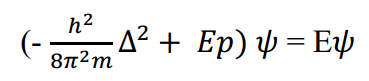 (- h²/8π²m Δ² + Ep) ψ = Eψ